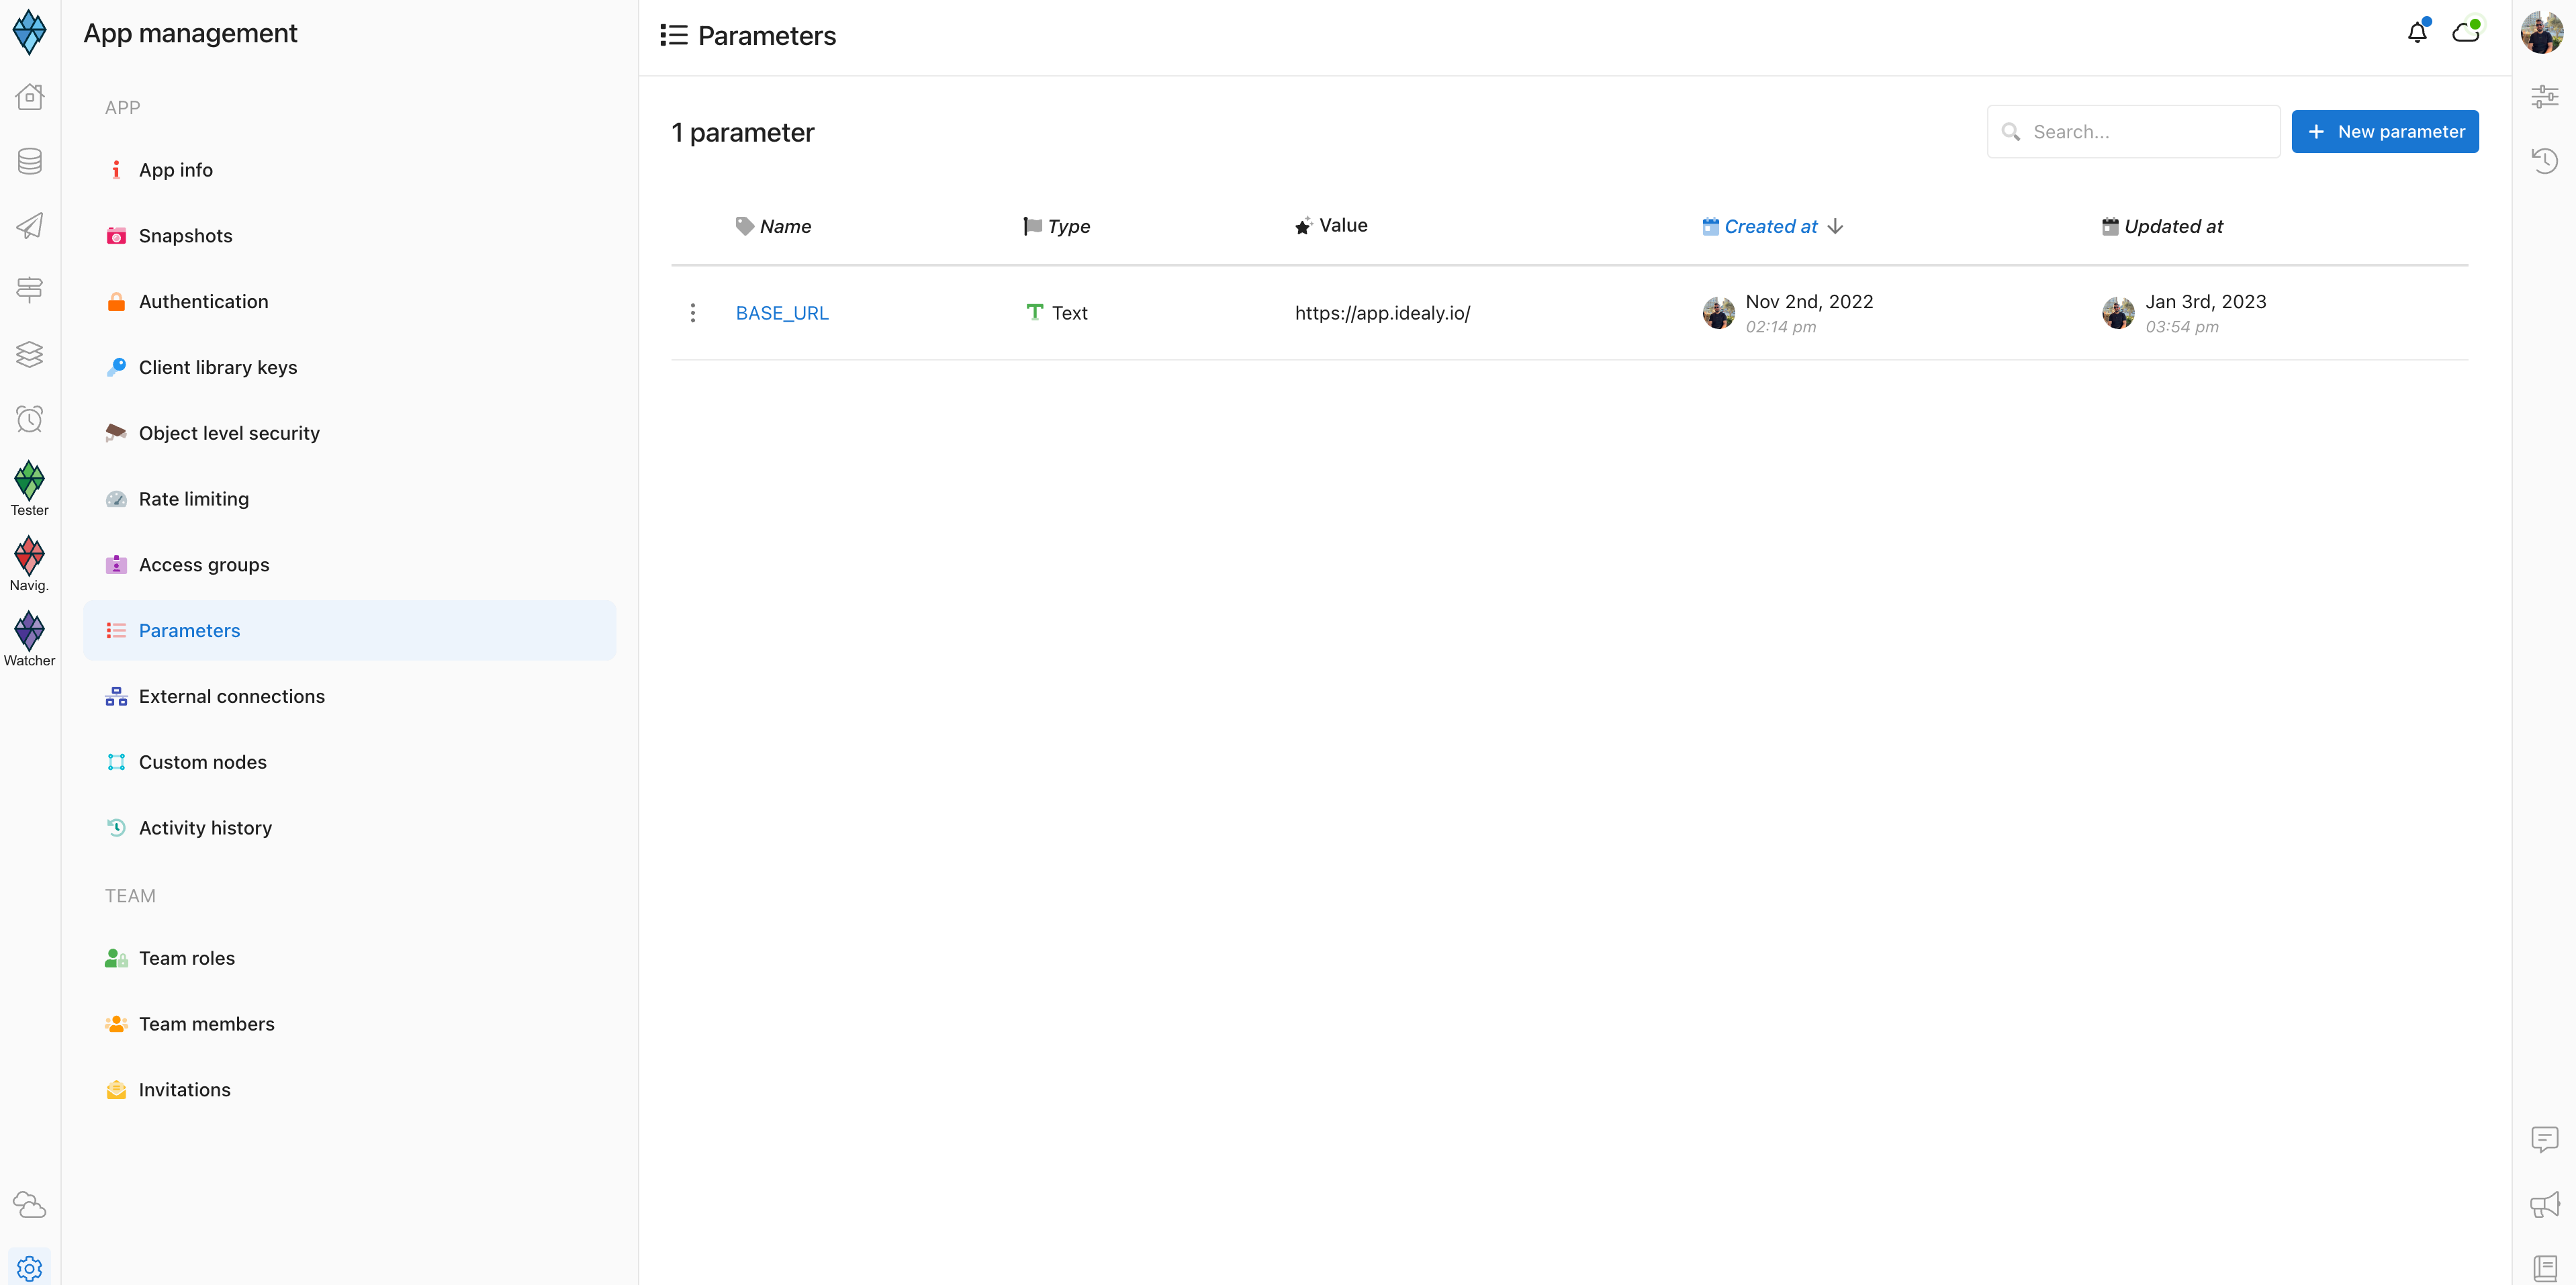 App management
APP
App info
Snapshots
Authentication
Client library keys
Object level security
Rate limiting
Access groups
Parameters
External connections
Custom nodes
Activity history
TEAM
Team roles
Team members
Invitations
Tester
Navig.
Watcher
Parameters
1 parameter
Search...
New parameter
Name Type Value Created at Updated at
BASE_URL Text https://app.idealy.io/ Nov 2nd, 2022 Jan 3rd, 2023
02:14 pm 03:54 pm